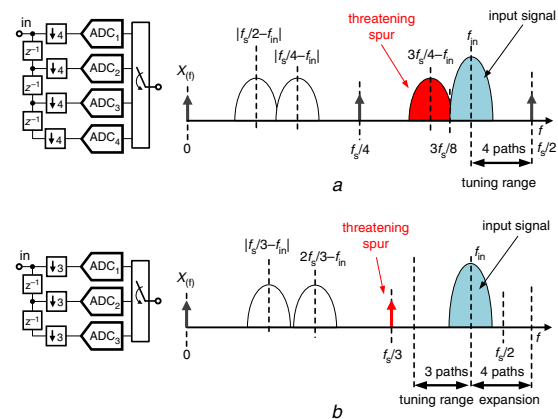 in
z⁻¹
z⁻¹
z⁻¹
↓4
↓4
↓4
↓4
ADC₁
ADC₂
ADC₃
ADC₄
X(f)
0
|fₛ/2–fᵢₙ|
|fₛ/4–fᵢₙ|
fₛ/4
threatening
spur
3fₛ/4–fᵢₙ
3fₛ/8
input signal
fᵢₙ
f
fₛ/2
4 paths
tuning range
a
in
z⁻¹
z⁻¹
↓3
↓3
↓3
ADC₁
ADC₂
ADC₃
X(f)
0
|fₛ/3–fᵢₙ|
2fₛ/3–fᵢₙ
threatening
spur
fₛ/3
input signal
fᵢₙ
fₛ/2
f
3 paths
4 paths
tuning range expansion
b